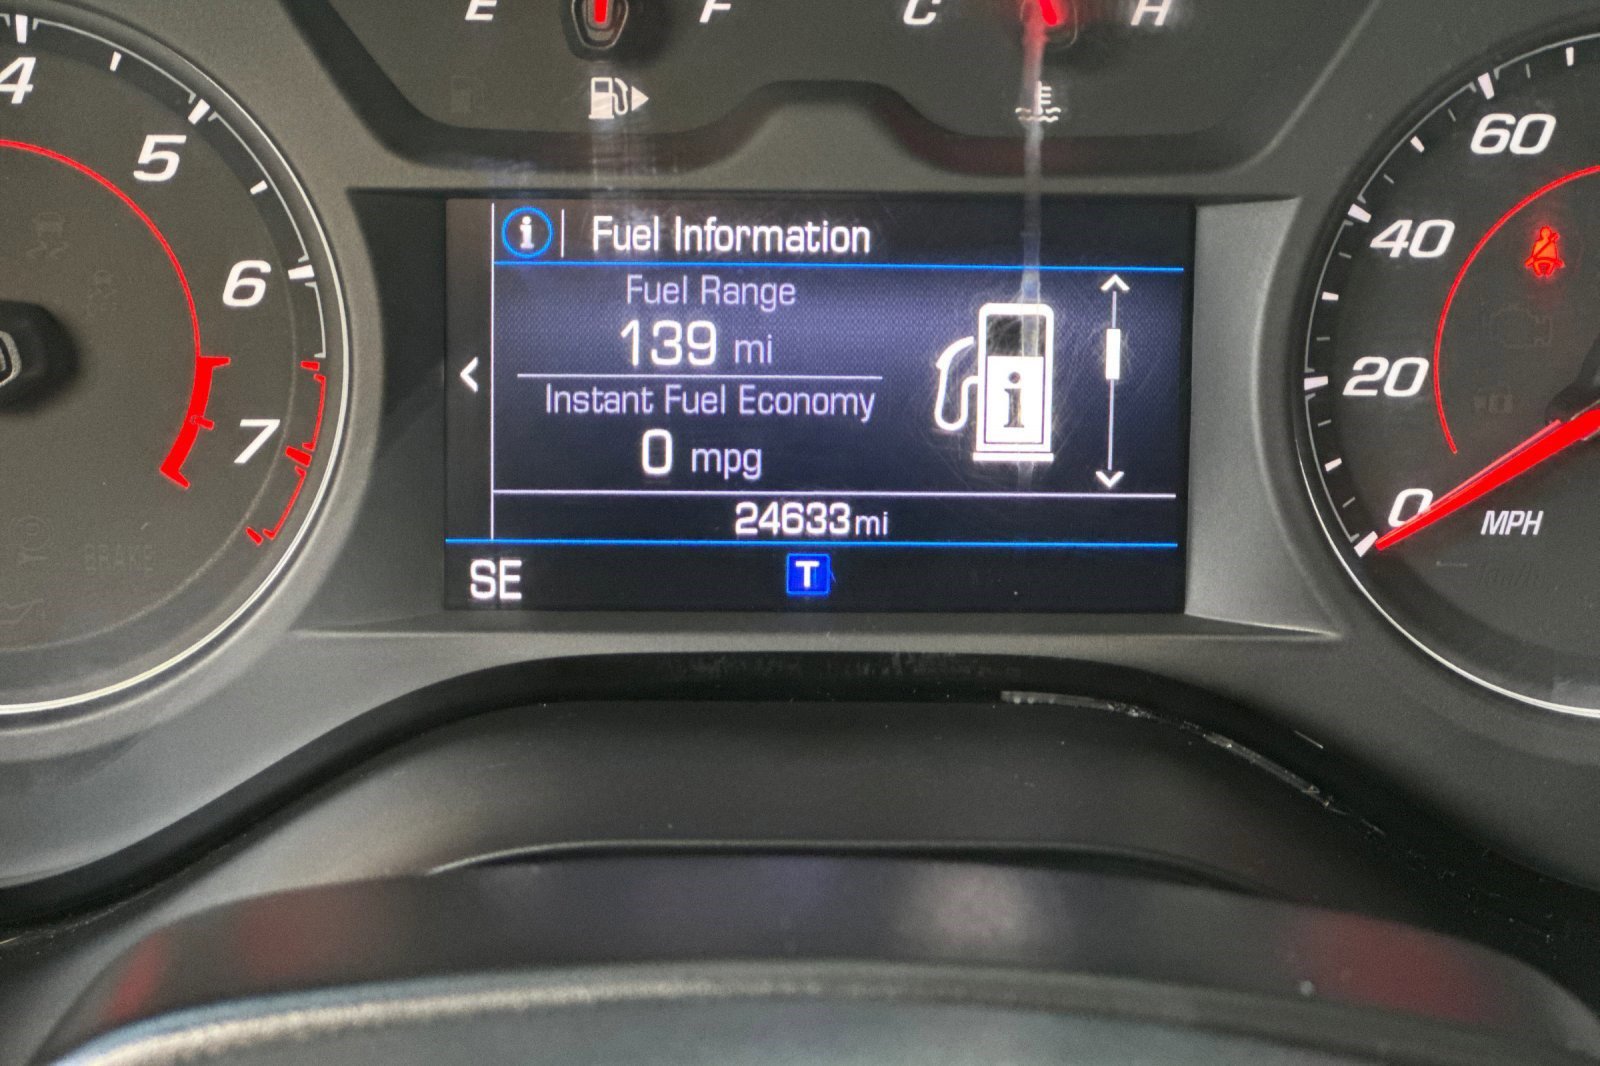 E F C H
4
5
6
7
i Fuel Information
Fuel Range
139 mi
Instant Fuel Economy
0 mpg
i
24633mi
SE T
60
40
20
0
MPH
BRAKE